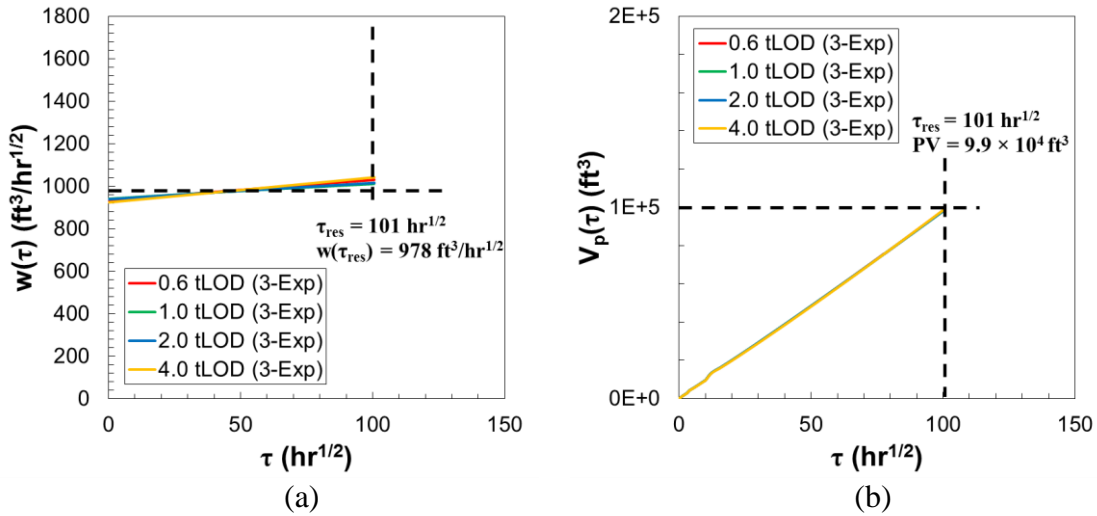 1800
1600
1400
1200
1000
800
600
400
200
0
w(τ) (ft³/hr¹/²)
τ_res = 101 hr¹/²
w(τ_res) = 978 ft³/hr¹/²
0.6 tLOD (3-Exp)
1.0 tLOD (3-Exp)
2.0 tLOD (3-Exp)
4.0 tLOD (3-Exp)
0 50 100 150
τ (hr¹/²)
(a)
2E+5
1E+5
0E+0
V_p(τ) (ft³)
0.6 tLOD (3-Exp)
1.0 tLOD (3-Exp)
2.0 tLOD (3-Exp)
4.0 tLOD (3-Exp)
τ_res = 101 hr¹/²
PV = 9.9 × 10⁴ ft³
0 50 100 150
τ (hr¹/²)
(b)